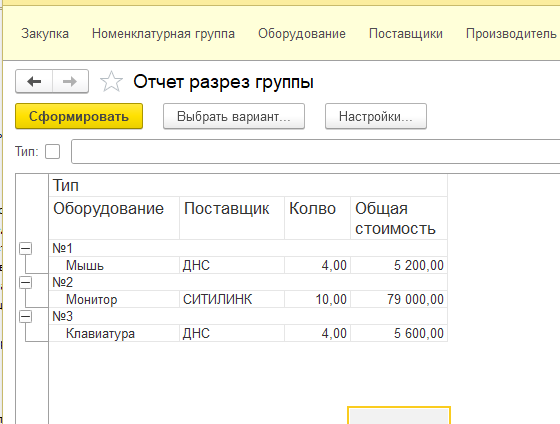 Закупка Номенклатурная группа Оборудование Поставщики Производитель
Отчет разрез группы
Сформировать Выбрать вариант... Настройки...
Тип:
Тип
Оборудование Поставщик Колво Общая стоимость
№1
Мышь ДНС 4,00 5 200,00
№2
Монитор СИТИЛИНК 10,00 79 000,00
№3
Клавиатура ДНС 4,00 5 600,00